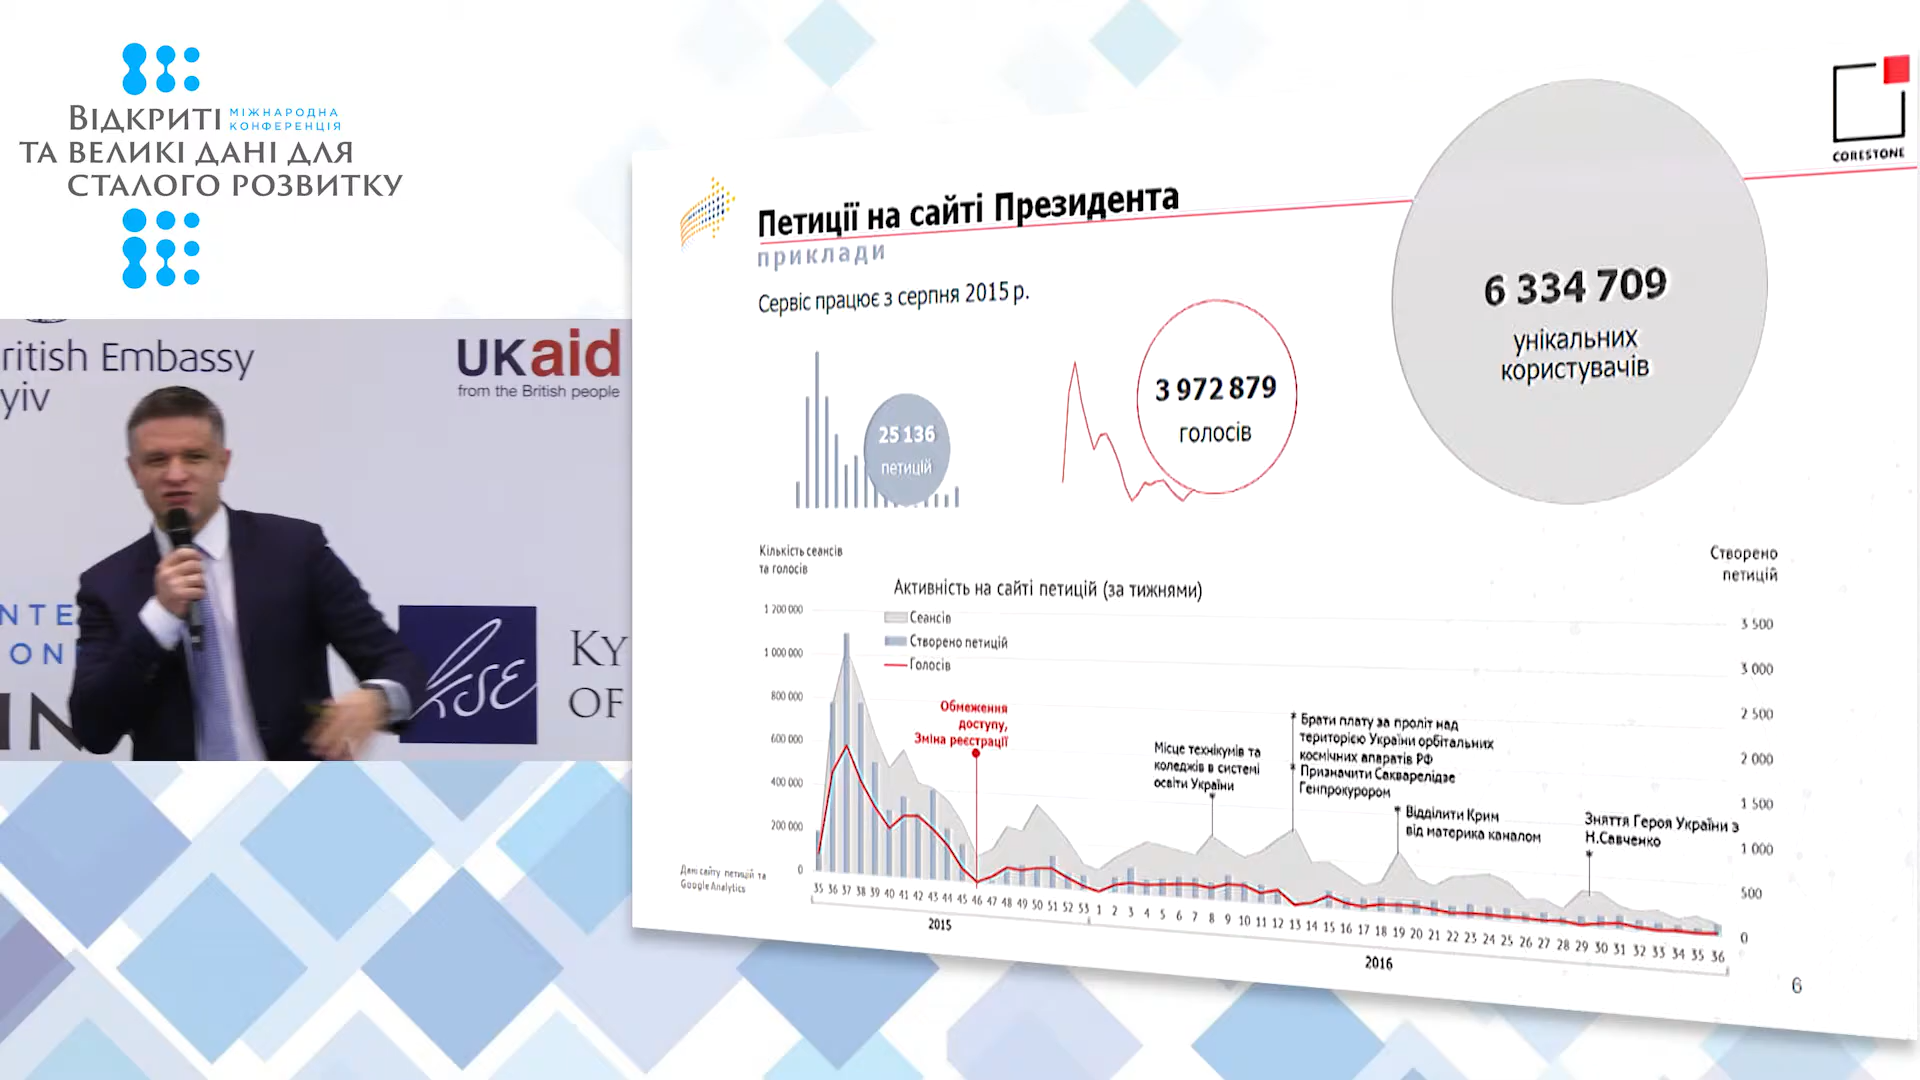 ВІДКРИТІ МІЖНАРОДНА
КОНФЕРЕНЦІЯ
ТА ВЕЛИКІ ДАНІ ДЛЯ
СТАЛОГО РОЗВИТКУ
ritish Embassy
yiv
UKaid
from the British people
NTE
ON
IN
KSE
KY
OF
CORESTONE
Петиції на сайті Президента
приклади
Сервіс працює з серпня 2015 р.
25 136
петицій
3 972 879
голосів
6 334 709
унікальних
користувачів
Кількість сеансів
та голосів
Створено
петицій
Активність на сайті петицій (за тижнями)
Сеансів
Створено петицій
Голосів
1 200 000
1 000 000
800 000
600 000
400 000
200 000
0
3 500
3 000
2 500
2 000
1 500
1 000
500
0
Обмеження
доступу,
Зміна реєстрації
Місце технікумів та
коледжів в системі
освіти України
* Брати плату за проліт над
територією України орбітальних
космічних апаратів РФ
* Призначити Сакварелідзе
Генпрокурором
* Відділити Крим
від материка каналом
Зняття Героя України з
Н.Савченко
Дані сайту петицій та
Google Analytics
35 36 37 38 39 40 41 42 43 44 45 46 47 48 49 50 51 52 53 1 2 3 4 5 6 7 8 9 10 11 12 13 14 15 16 17 18 19 20 21 22 23 24 25 26 27 28 29 30 31 32 33 34 35 36
2015
2016
6